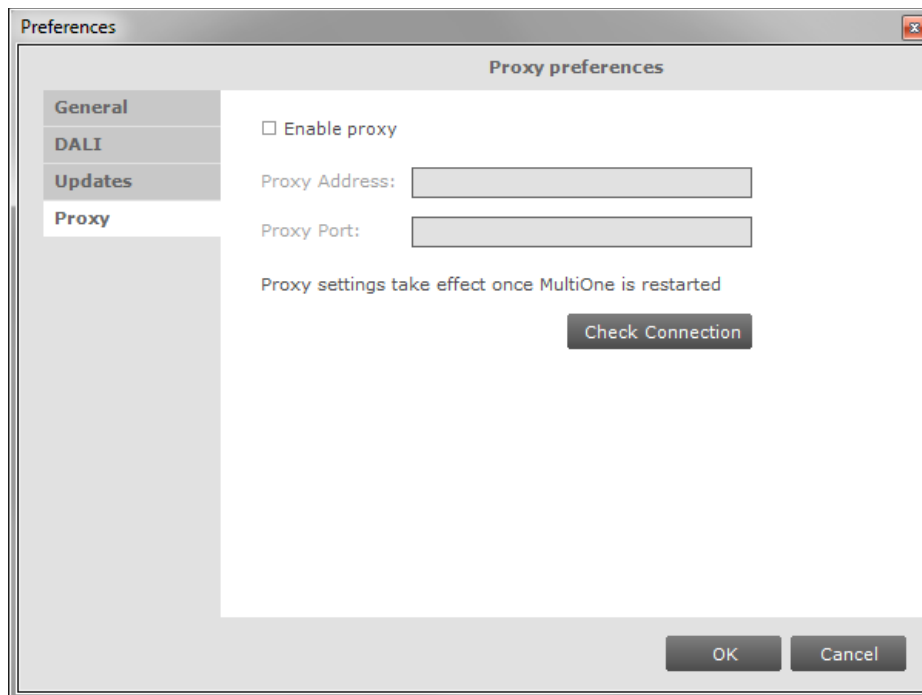 Preferences
Proxy preferences
General
DALI
Updates
Proxy
Enable proxy
Proxy Address:
Proxy Port:
Proxy settings take effect once MultiOne is restarted
Check Connection
OK
Cancel